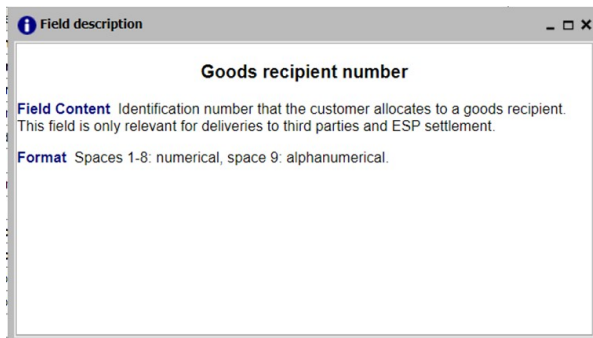 Field description
Goods recipient number
Field Content Identification number that the customer allocates to a goods recipient.
This field is only relevant for deliveries to third parties and ESP settlement.
Format Spaces 1-8: numerical, space 9: alphanumerical.